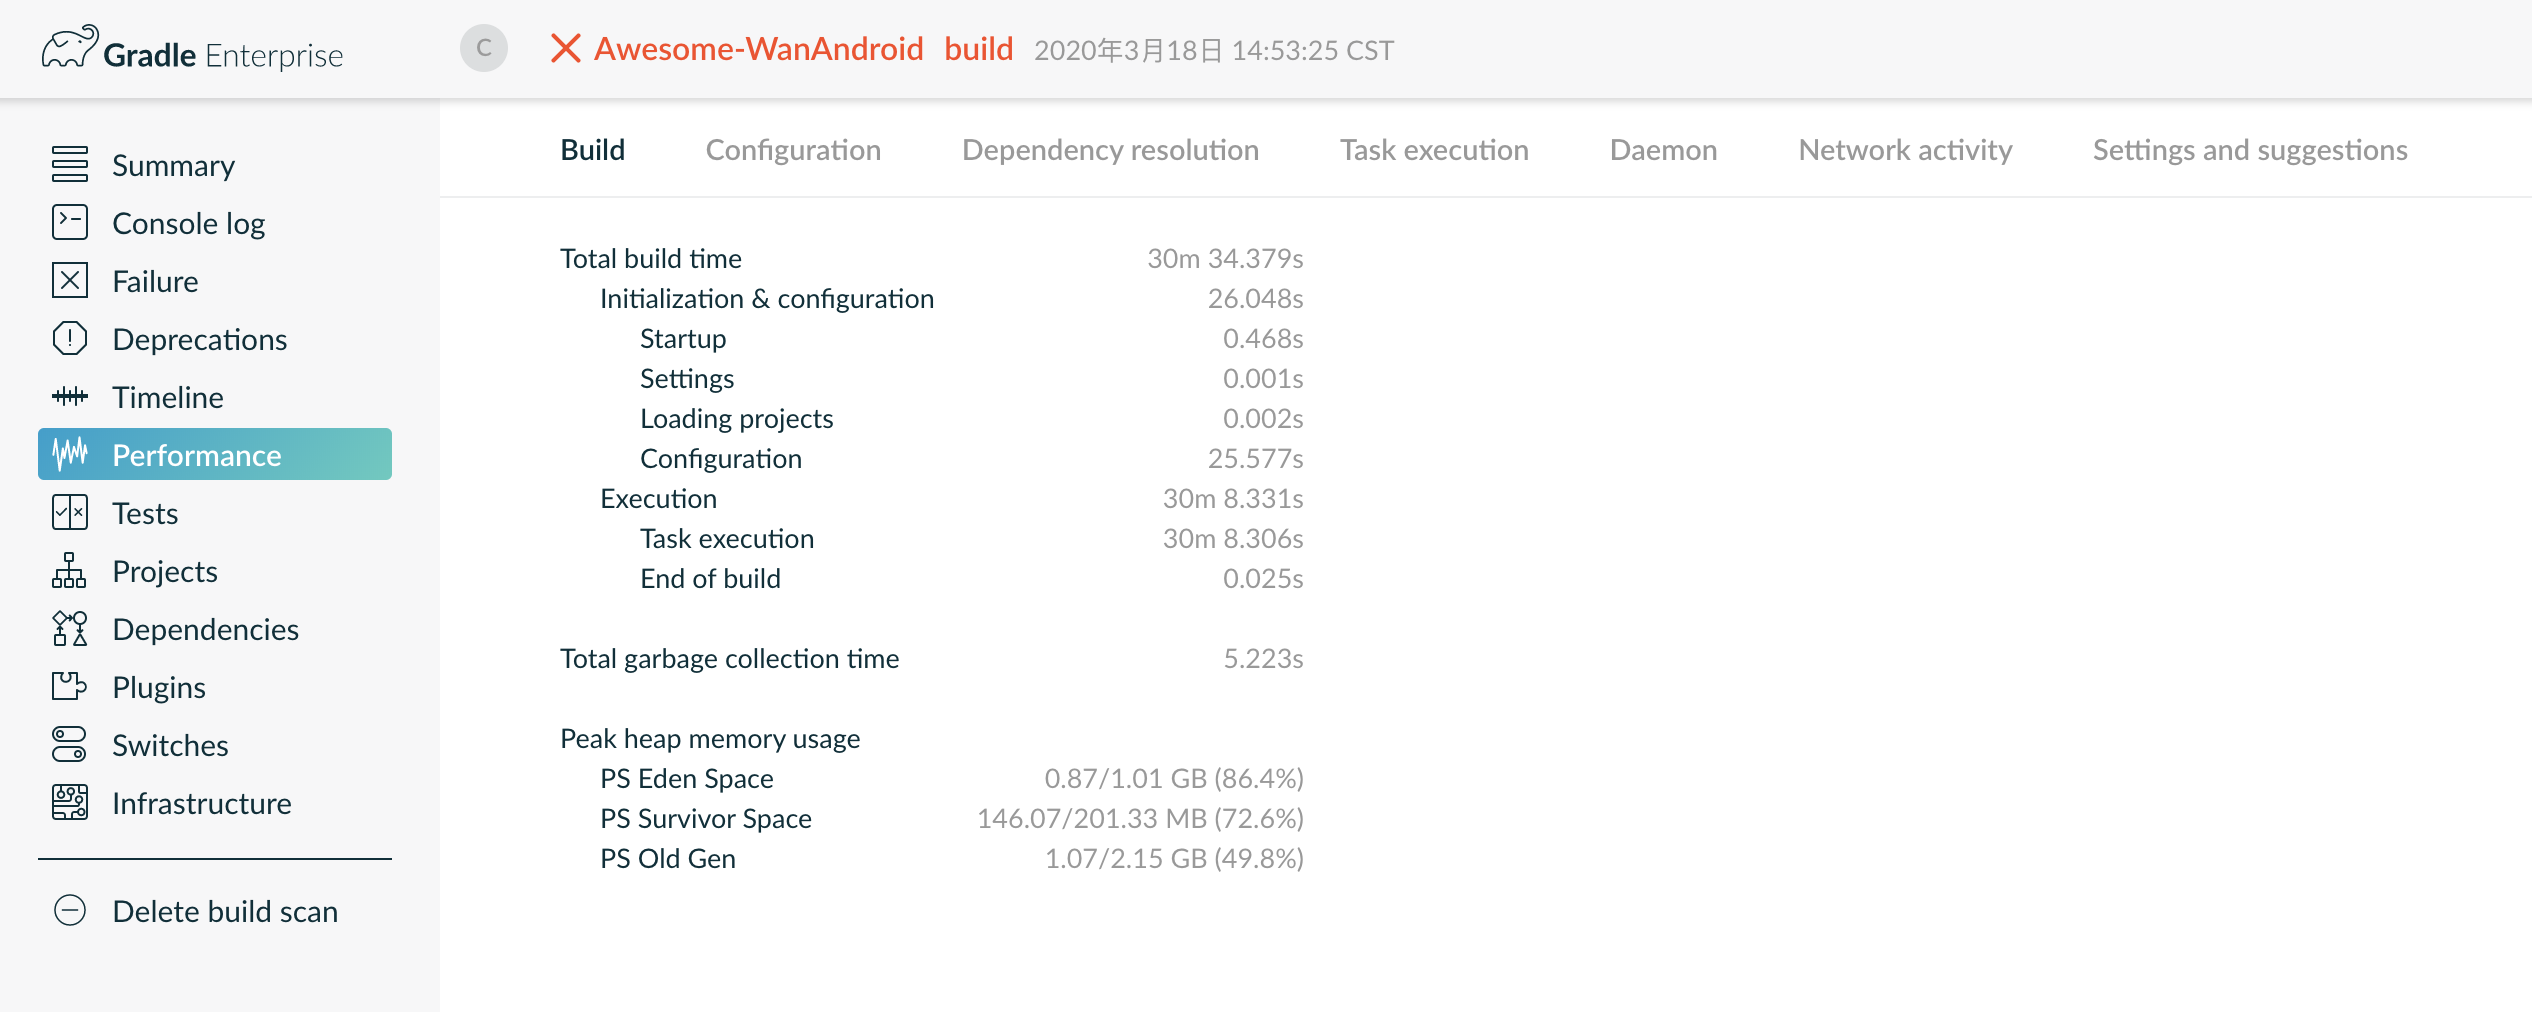 Gradle Enterprise
C
Awesome-WanAndroid build 2020年3月18日 14:53:25 CST
Summary
Console log
Failure
Deprecations
Timeline
Performance
Tests
Projects
Dependencies
Plugins
Switches
Infrastructure
Delete build scan
Build Configuration Dependency resolution Task execution Daemon Network activity Settings and suggestions
Total build time 30m 34.379s
Initialization & configuration 26.048s
Startup 0.468s
Settings 0.001s
Loading projects 0.002s
Configuration 25.577s
Execution 30m 8.331s
Task execution 30m 8.306s
End of build 0.025s
Total garbage collection time 5.223s
Peak heap memory usage
PS Eden Space 0.87/1.01 GB (86.4%)
PS Survivor Space 146.07/201.33 MB (72.6%)
PS Old Gen 1.07/2.15 GB (49.8%)